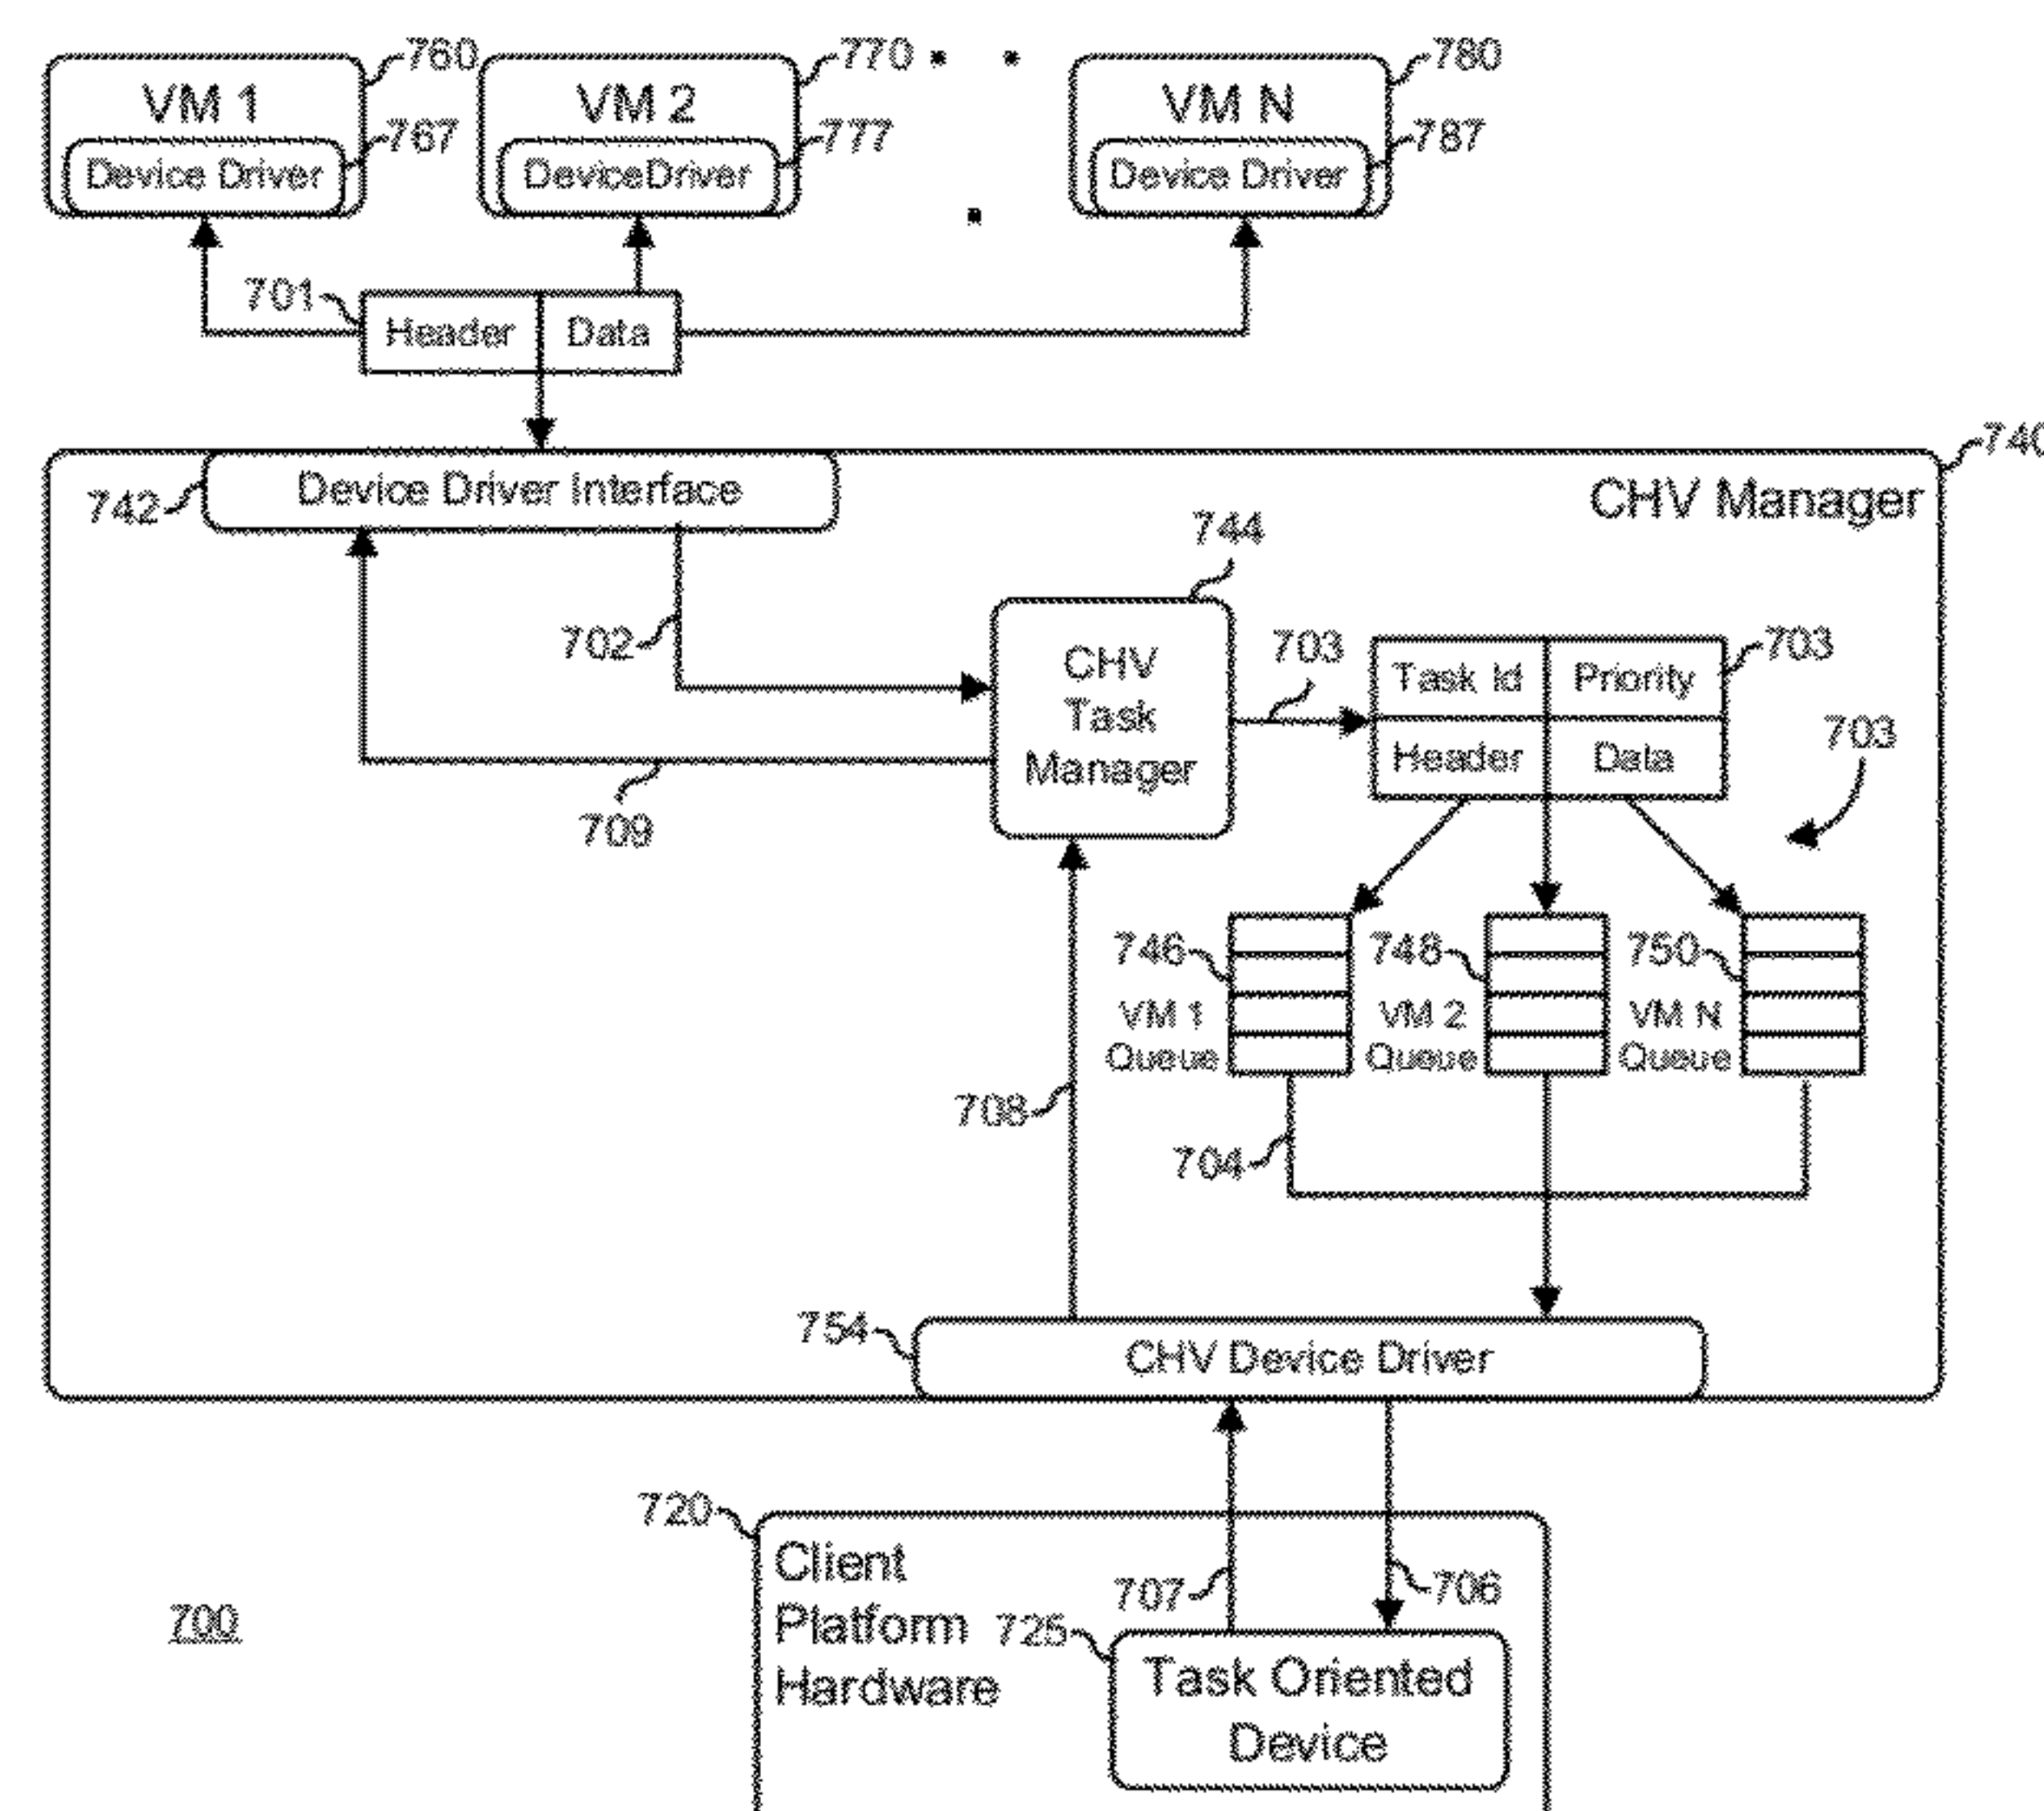 760
770
780
VM 1
VM 2
VM N
767
777
787
Device Driver
DeviceDriver
Device Driver
701
Header
Data
740
742
Device Driver Interface
CHV Manager
744
702
CHV
Task
Manager
703
Task Id
Priority
703
Header
Data
703
709
746
748
750
VM 1
Queue
VM 2
Queue
VM N
Queue
708
704
754
CHV Device Driver
720
Client
Platform
Hardware
707
706
700
725
Task Oriented
Device